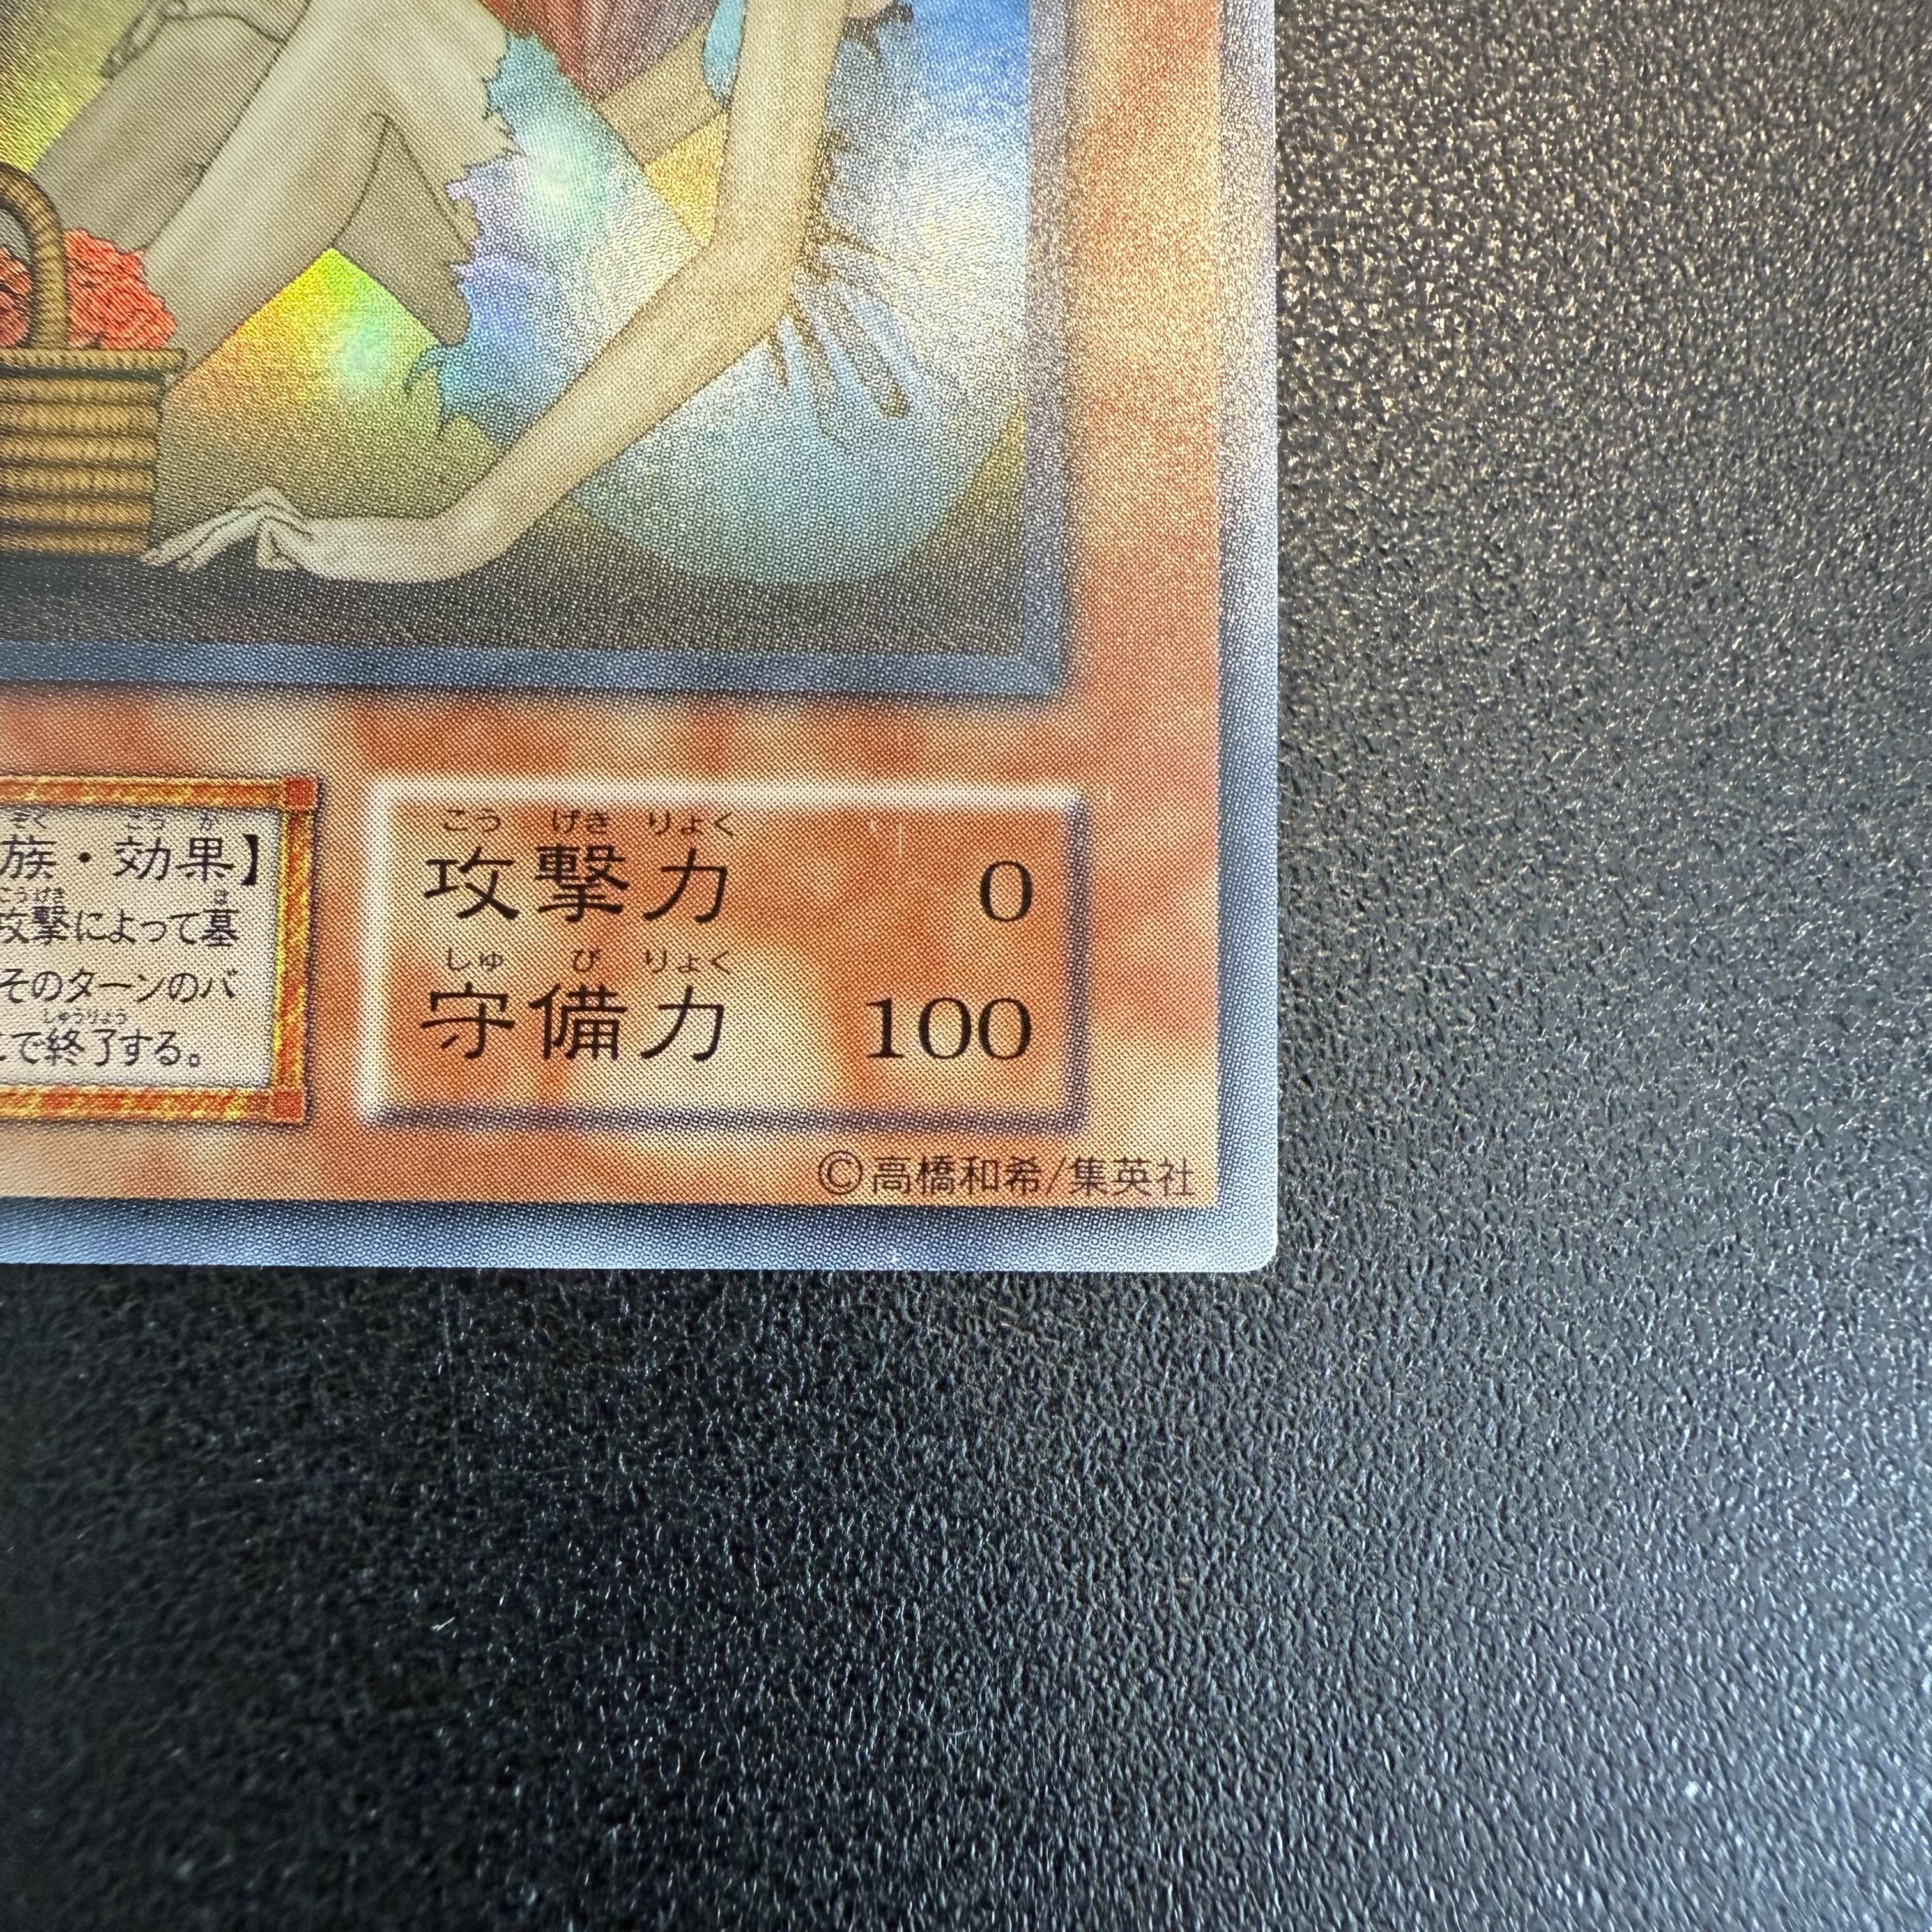 族・効果】
攻撃によって墓
そのターンのバ
で終了する。
こう げき りょく
攻撃力 0
しゅ び りょく
守備力 100
©高橋和希/集英社